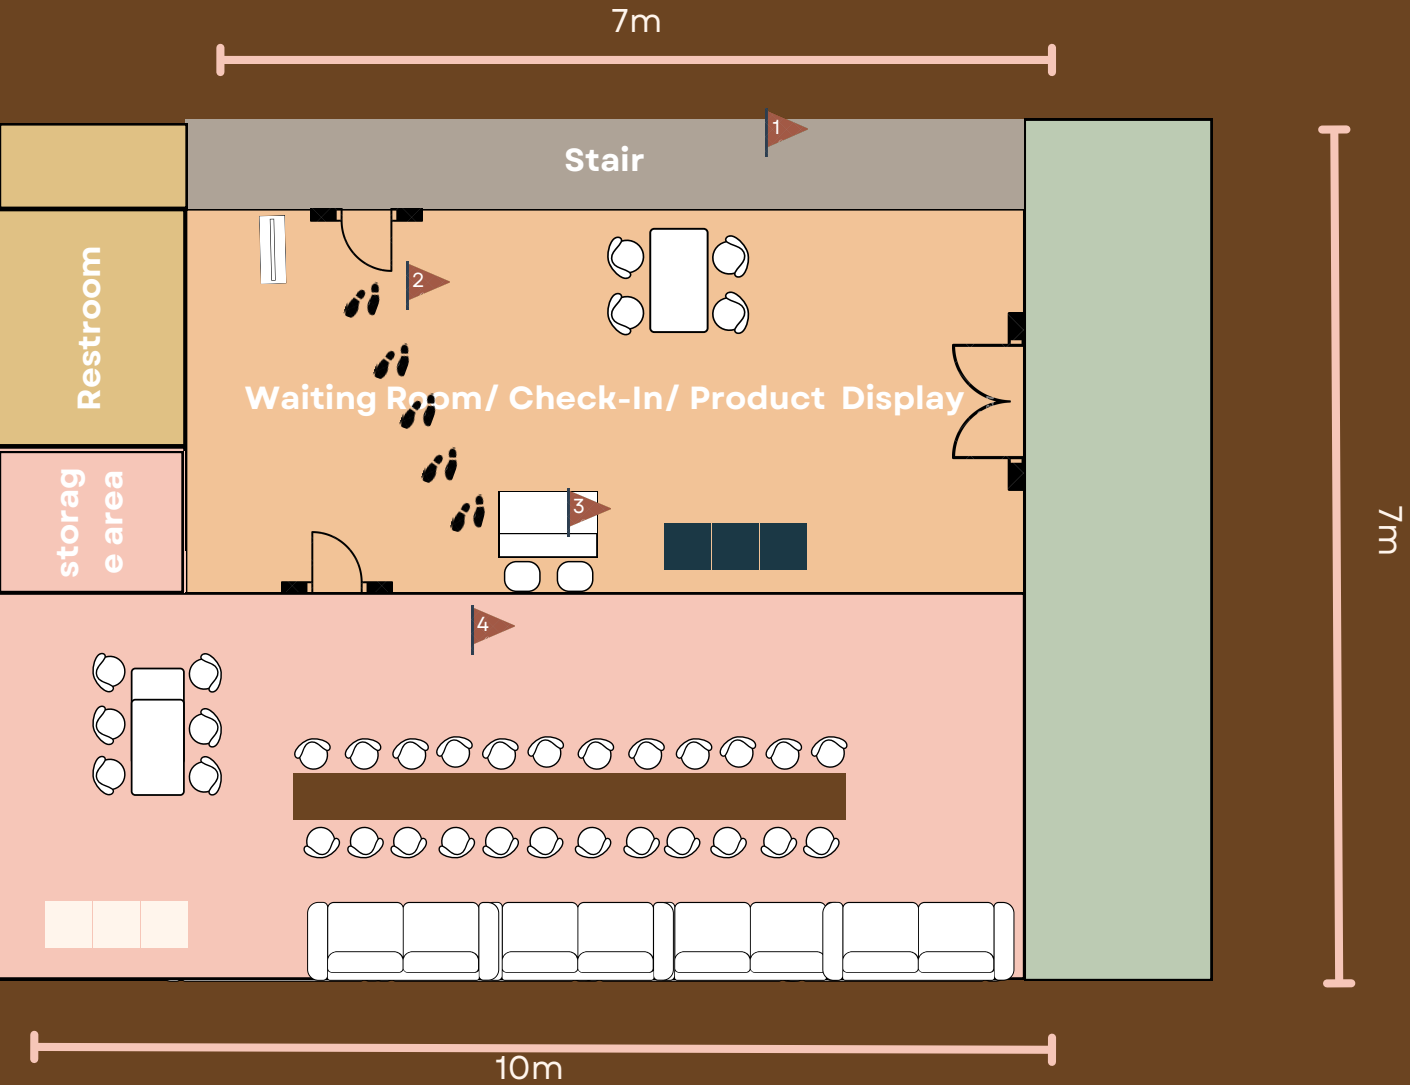 7m
1
Stair
2
Restroom
Waiting Room/ Check-In/ Product Display
3
storag
e area
7m
4
10m